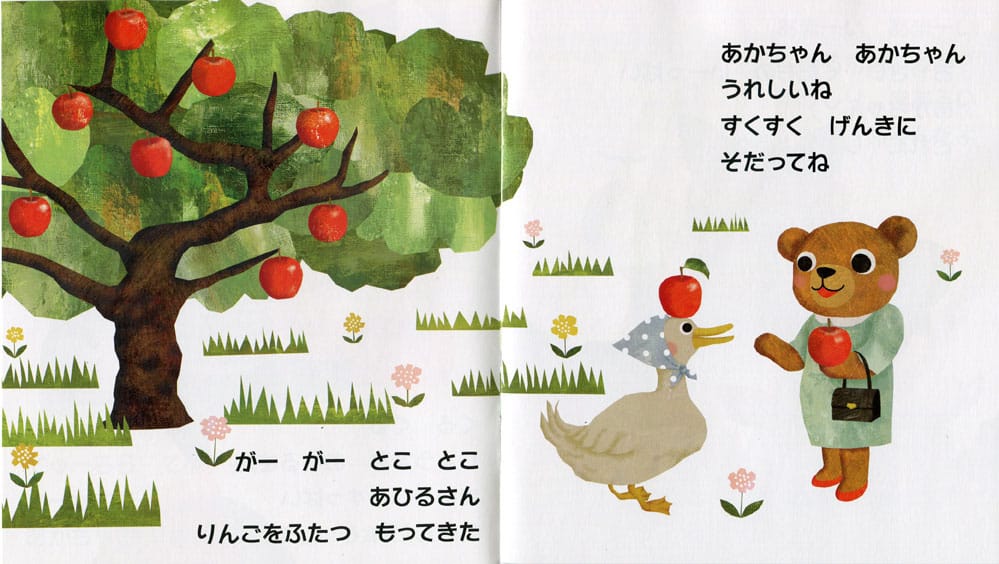 がー　がー　とこ　とこ
あひるさん
りんごをふたつ　もってきた
あかちゃん　あかちゃん
うれしいね
すくすく　げんきに
そだってね